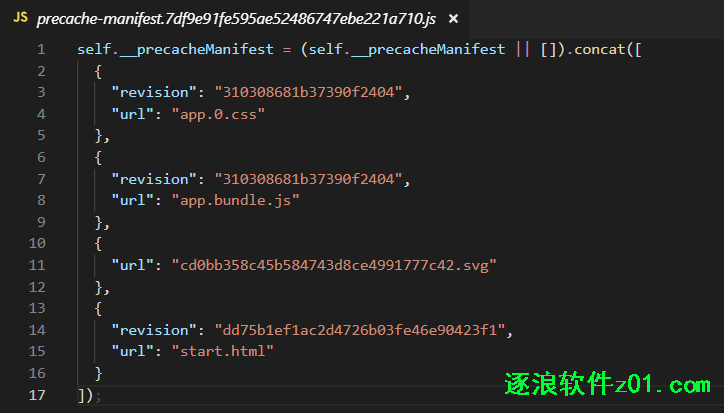 JS precache-manifest.7df9e91fe595ae52486747ebe221a710.js ×
1 self.__precacheManifest = (self.__precacheManifest || []).concat([
2 {
3 "revision": "310308681b37390f2404",
4 "url": "app.0.css"
5 },
6 {
7 "revision": "310308681b37390f2404",
8 "url": "app.bundle.js"
9 },
10 {
11 "url": "cd0bb358c45b584743d8ce4991777c42.svg"
12 },
13 {
14 "revision": "dd75b1ef1ac2d4726b03fe46e90423f1",
15 "url": "start.html"
16 }
17 ]);
逐浪软件z01.com